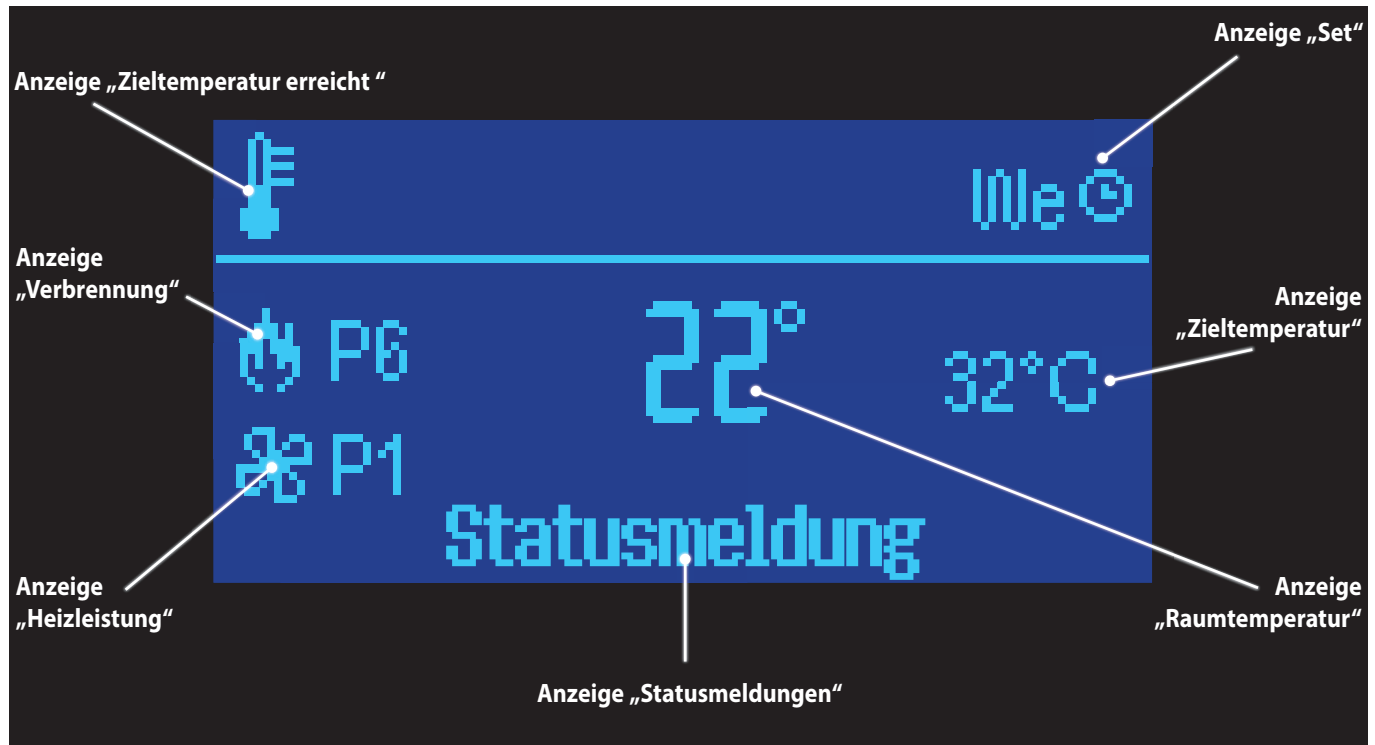 Anzeige „Set“
Anzeige „Zieltemperatur erreicht “
We
Anzeige
„Verbrennung“
Anzeige
„Zieltemperatur“
P6
22°
32°C
P1
Statusmeldung
Anzeige
„Heizleistung“
Anzeige
„Raumtemperatur“
Anzeige „Statusmeldungen“